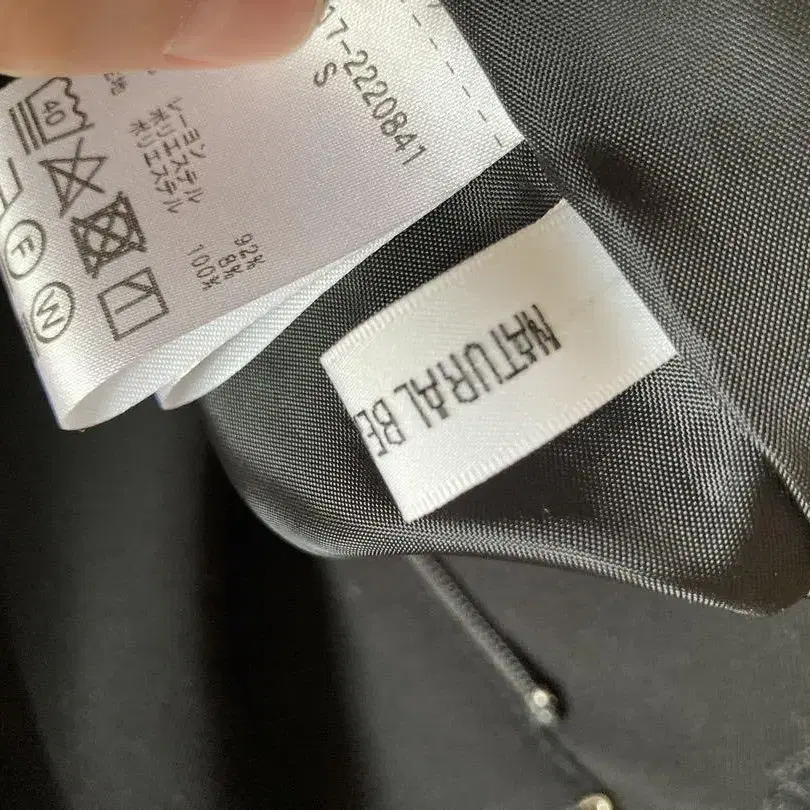 17-2220841
S
レーヨン 92%
ポリエステル 8%
ポリエステル 100%
40
F
W
NATURAL BE